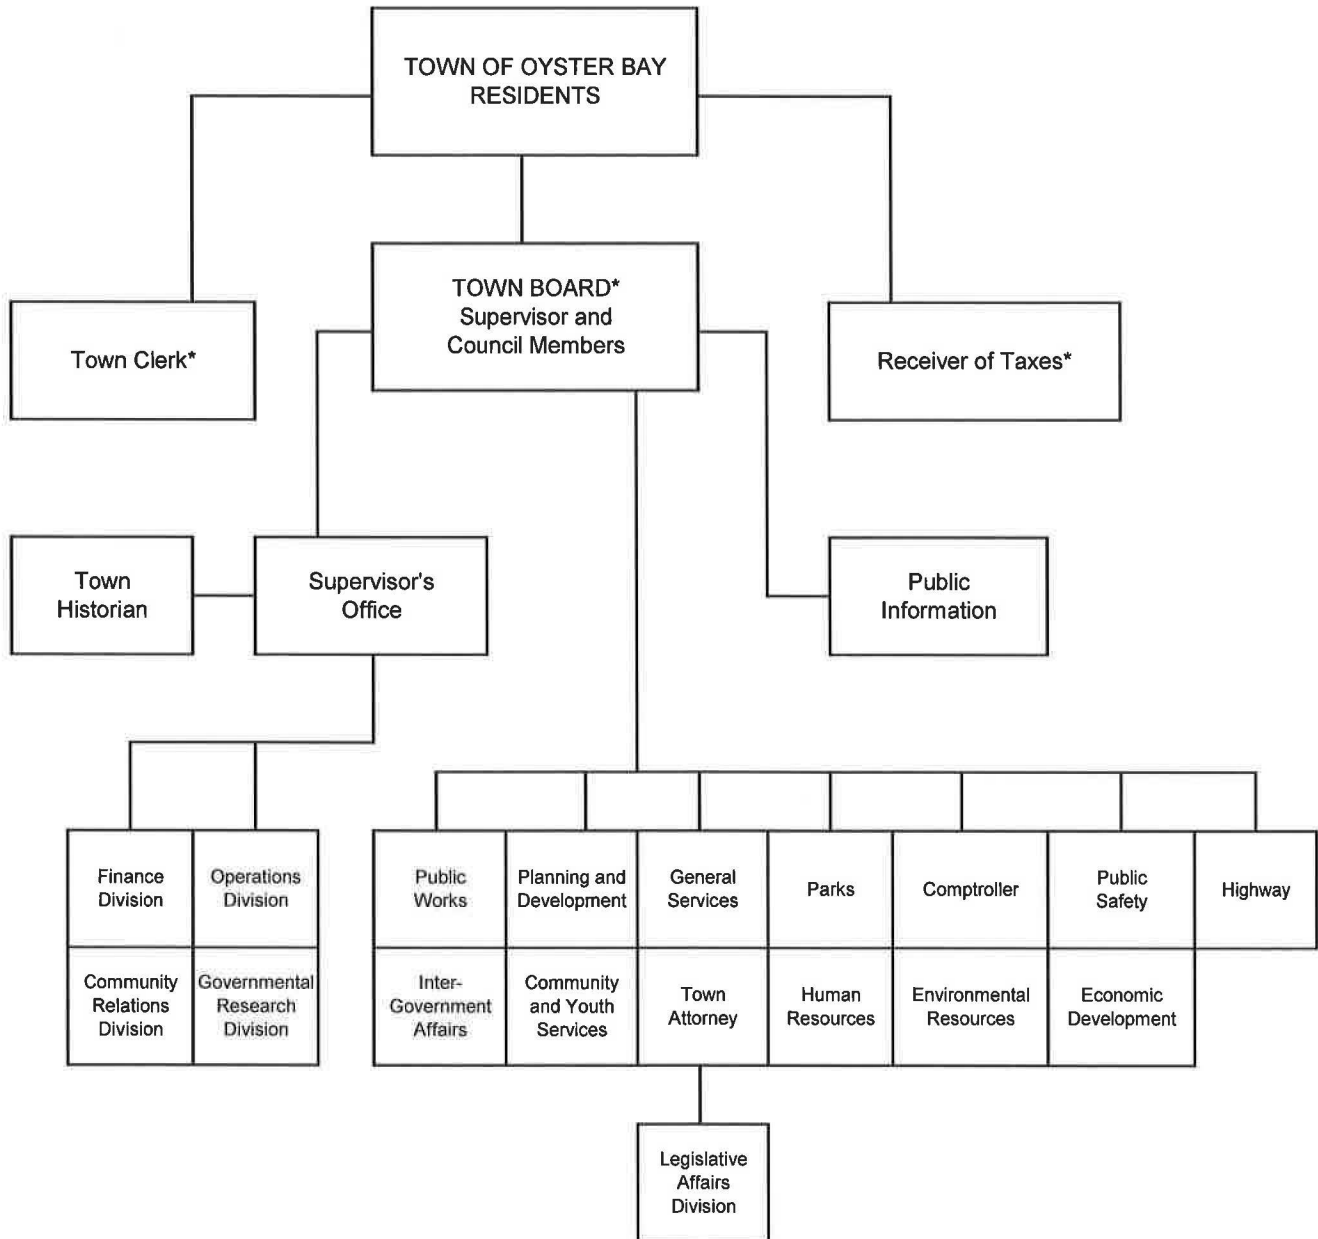 TOWN OF OYSTER BAY
RESIDENTS
TOWN BOARD*
Supervisor and
Council Members
Town Clerk*
Receiver of Taxes*
Town
Historian
Supervisor's
Office
Public
Information
Finance
Division
Operations
Division
Public
Works
Planning and
Development
General
Services
Parks
Comptroller
Public
Safety
Highway
Community
Relations
Division
Governmental
Research
Division
Inter-
Government
Affairs
Community
and Youth
Services
Town
Attorney
Human
Resources
Environmental
Resources
Economic
Development
Legislative
Affairs
Division